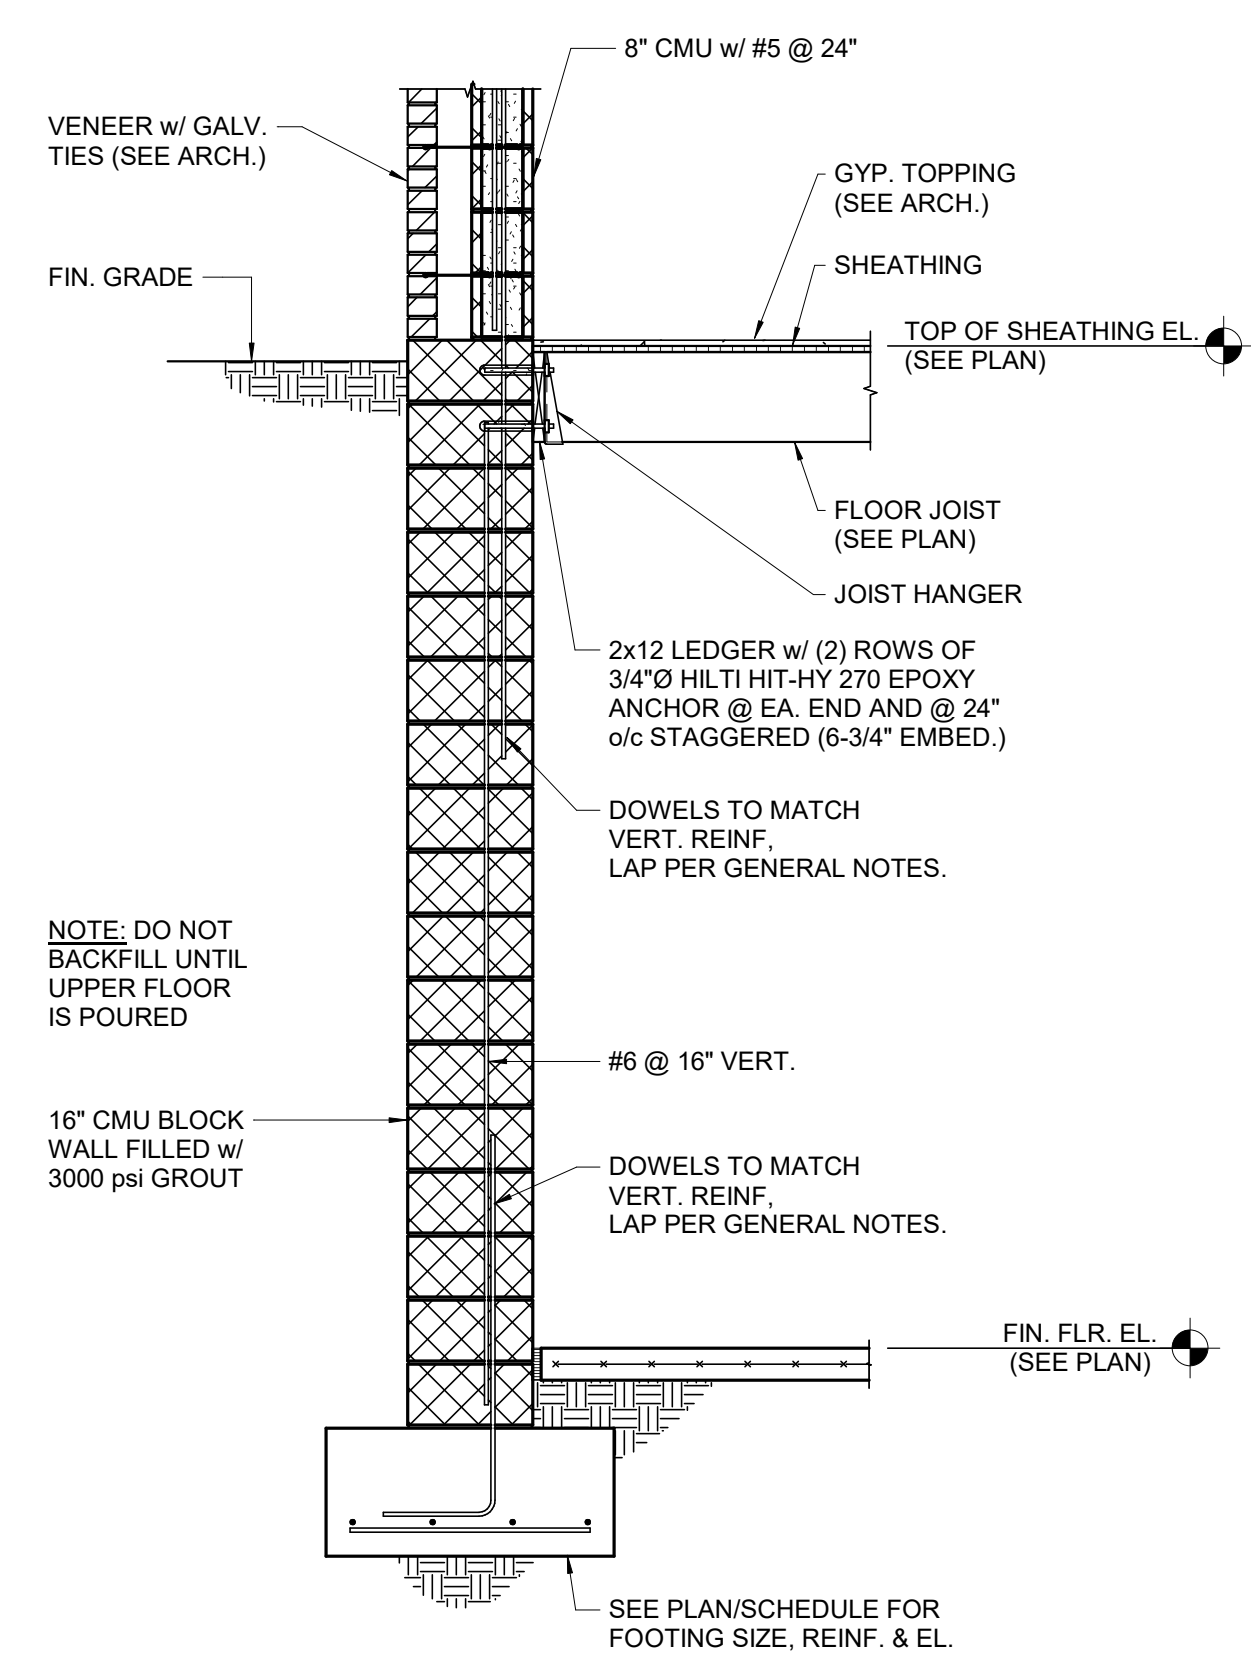 8" CMU w/ #5 @ 24"
VENEER w/ GALV.
TIES (SEE ARCH.)
GYP. TOPPING
(SEE ARCH.)
SHEATHING
FIN. GRADE
TOP OF SHEATHING EL.
(SEE PLAN)
FLOOR JOIST
(SEE PLAN)
JOIST HANGER
2x12 LEDGER w/ (2) ROWS OF
3/4"Ø HILTI HIT-HY 270 EPOXY
ANCHOR @ EA. END AND @ 24"
o/c STAGGERED (6-3/4" EMBED.)
DOWELS TO MATCH
VERT. REINF,
LAP PER GENERAL NOTES.
NOTE: DO NOT
BACKFILL UNTIL
UPPER FLOOR
IS POURED
#6 @ 16" VERT.
16" CMU BLOCK
WALL FILLED w/
3000 psi GROUT
DOWELS TO MATCH
VERT. REINF,
LAP PER GENERAL NOTES.
FIN. FLR. EL.
(SEE PLAN)
SEE PLAN/SCHEDULE FOR
FOOTING SIZE, REINF. & EL.